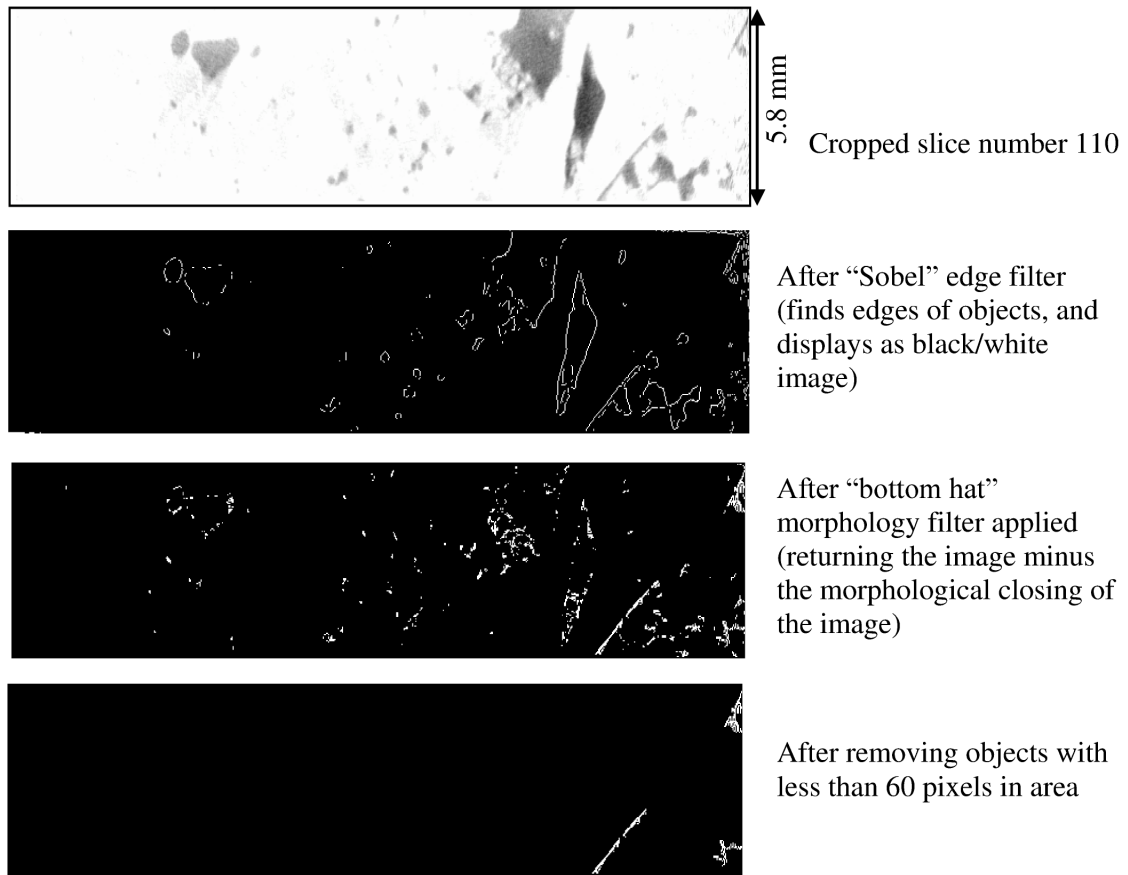 5.8 mm
Cropped slice number 110
After “Sobel” edge filter
(finds edges of objects, and
displays as black/white
image)
After “bottom hat”
morphology filter applied
(returning the image minus
the morphological closing of
the image)
After removing objects with
less than 60 pixels in area